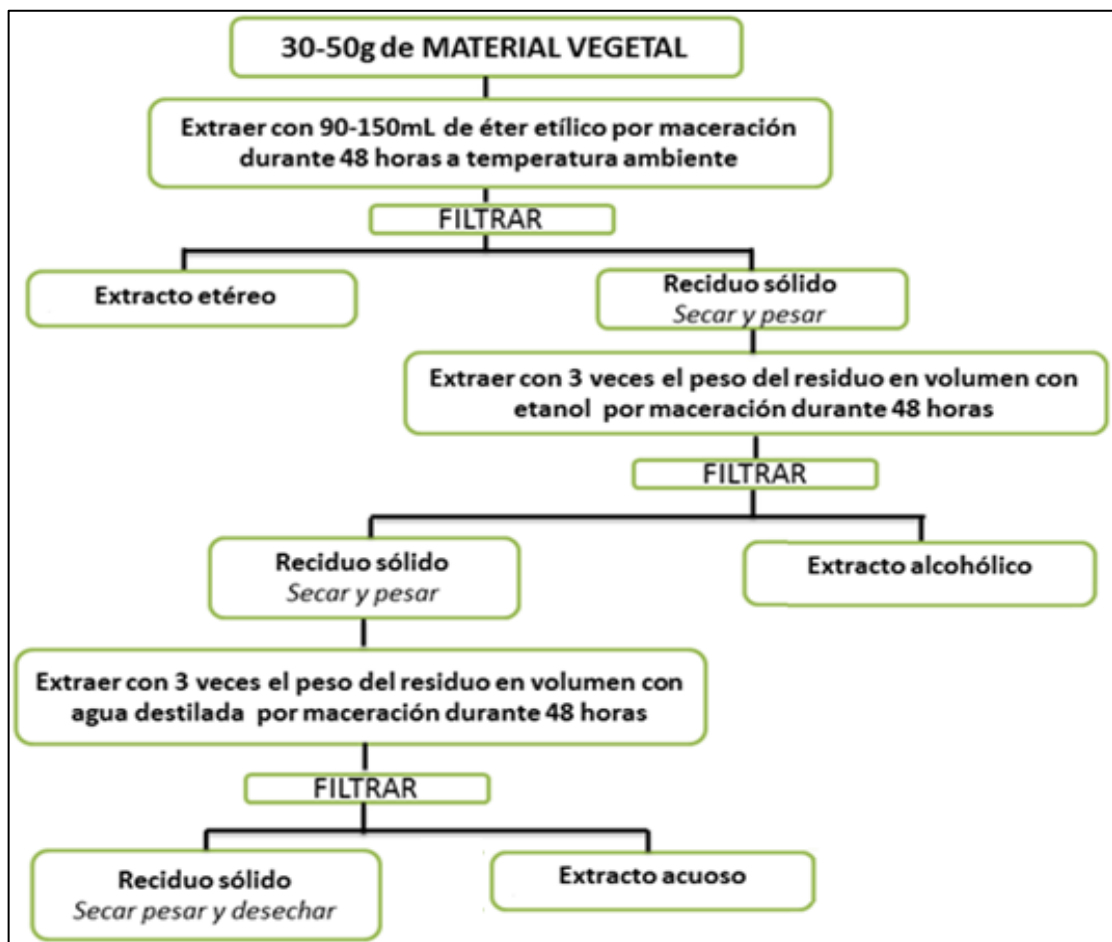 30-50g de MATERIAL VEGETAL
Extraer con 90-150mL de éter etílico por maceración
durante 48 horas a temperatura ambiente
FILTRAR
Extracto etéreo
Reciduo sólido
Secar y pesar
Extraer con 3 veces el peso del residuo en volumen con
etanol por maceración durante 48 horas
FILTRAR
Reciduo sólido
Secar y pesar
Extracto alcohólico
Extraer con 3 veces el peso del residuo en volumen con
agua destilada por maceración durante 48 horas
FILTRAR
Reciduo sólido
Secar pesar y desechar
Extracto acuoso